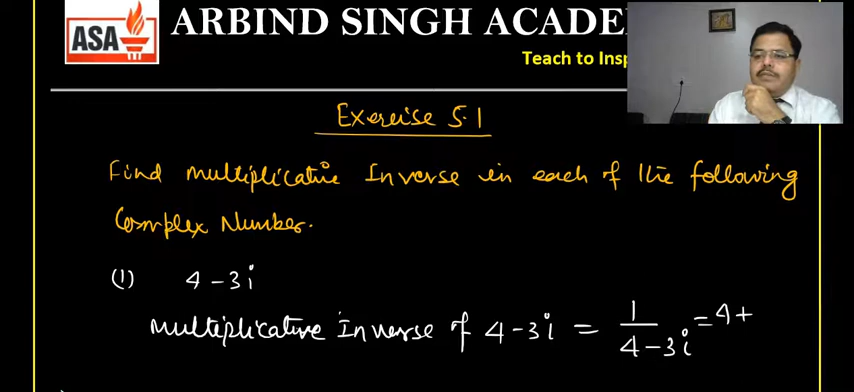 ARBIND SINGH ACADE
ASA
Teach to Insp
Exercise 5.1
Find multiplicative Inverse in each of the following
Complex Number.
(1) 4-3i
Multiplicative Inverse of 4-3i = 1/4-3i = 4+